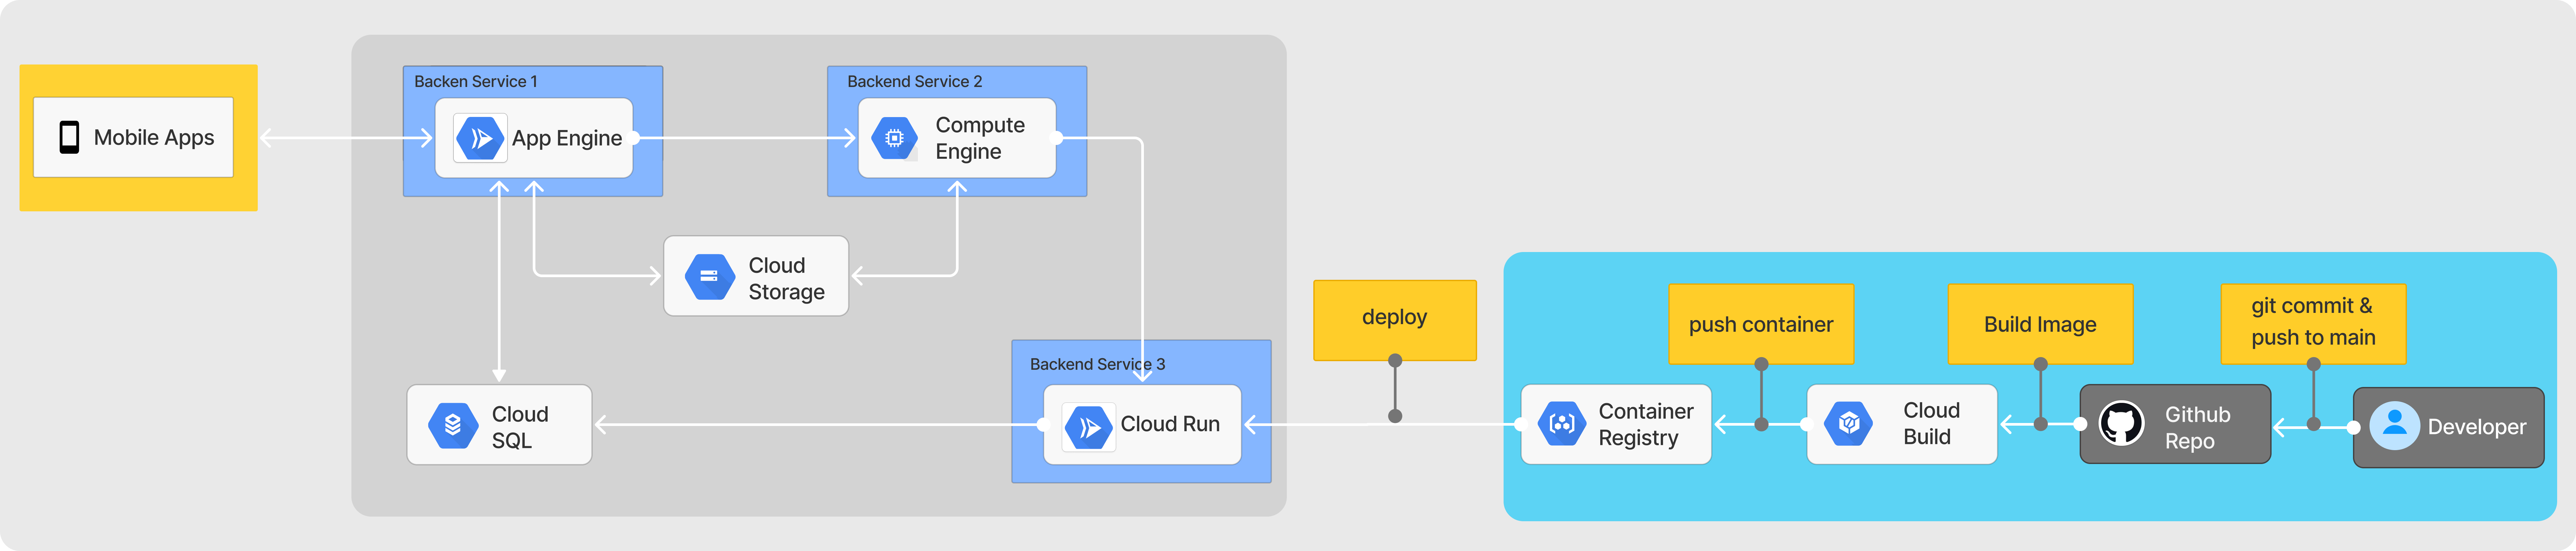 Mobile Apps
Backen Service 1
App Engine
Backend Service 2
Compute
Engine
Cloud
Storage
Cloud
SQL
Backend Service 3
Cloud Run
deploy
push container
Build Image
git commit &
push to main
Container
Registry
Cloud
Build
Github
Repo
Developer